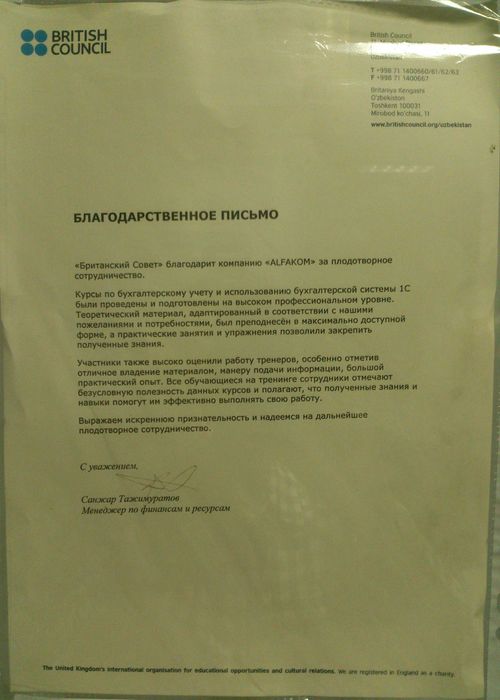 BRITISH
COUNCIL
British Council
Uzbekistan
T +998 71 1400660/61/62/63
F +998 71 1400667
Britaniya Kengashi
O'zbekiston
Toshkent 100031
Mirobod ko'chasi, 11
www.britishcouncil.org/uzbekistan
БЛАГОДАРСТВЕННОЕ ПИСЬМО
«Британский Совет» благодарит компанию «ALFAKOM» за плодотворное
сотрудничество.
Курсы по бухгалтерскому учету и использованию бухгалтерской системы 1С
были проведены и подготовлены на высоком профессиональном уровне.
Теоретический материал, адаптированный в соответствии с нашими
пожеланиями и потребностями, был преподнесён в максимально доступной
форме, а практические занятия и упражнения позволили закрепить
полученные знания.
Участники также высоко оценили работу тренеров, особенно отметив
отличное владение материалом, манеру подачи информации, большой
практический опыт. Все обучающиеся на тренинге сотрудники отмечают
безусловную полезность данных курсов и полагают, что полученные знания и
навыки помогут им эффективно выполнять свою работу.
Выражаем искреннюю признательность и надеемся на дальнейшее
плодотворное сотрудничество.
С уважением,
Санжар Тажимуратов
Менеджер по финансам и ресурсам
The United Kingdom's international organisation for educational opportunities and cultural relations. We are registered in England as a charity.